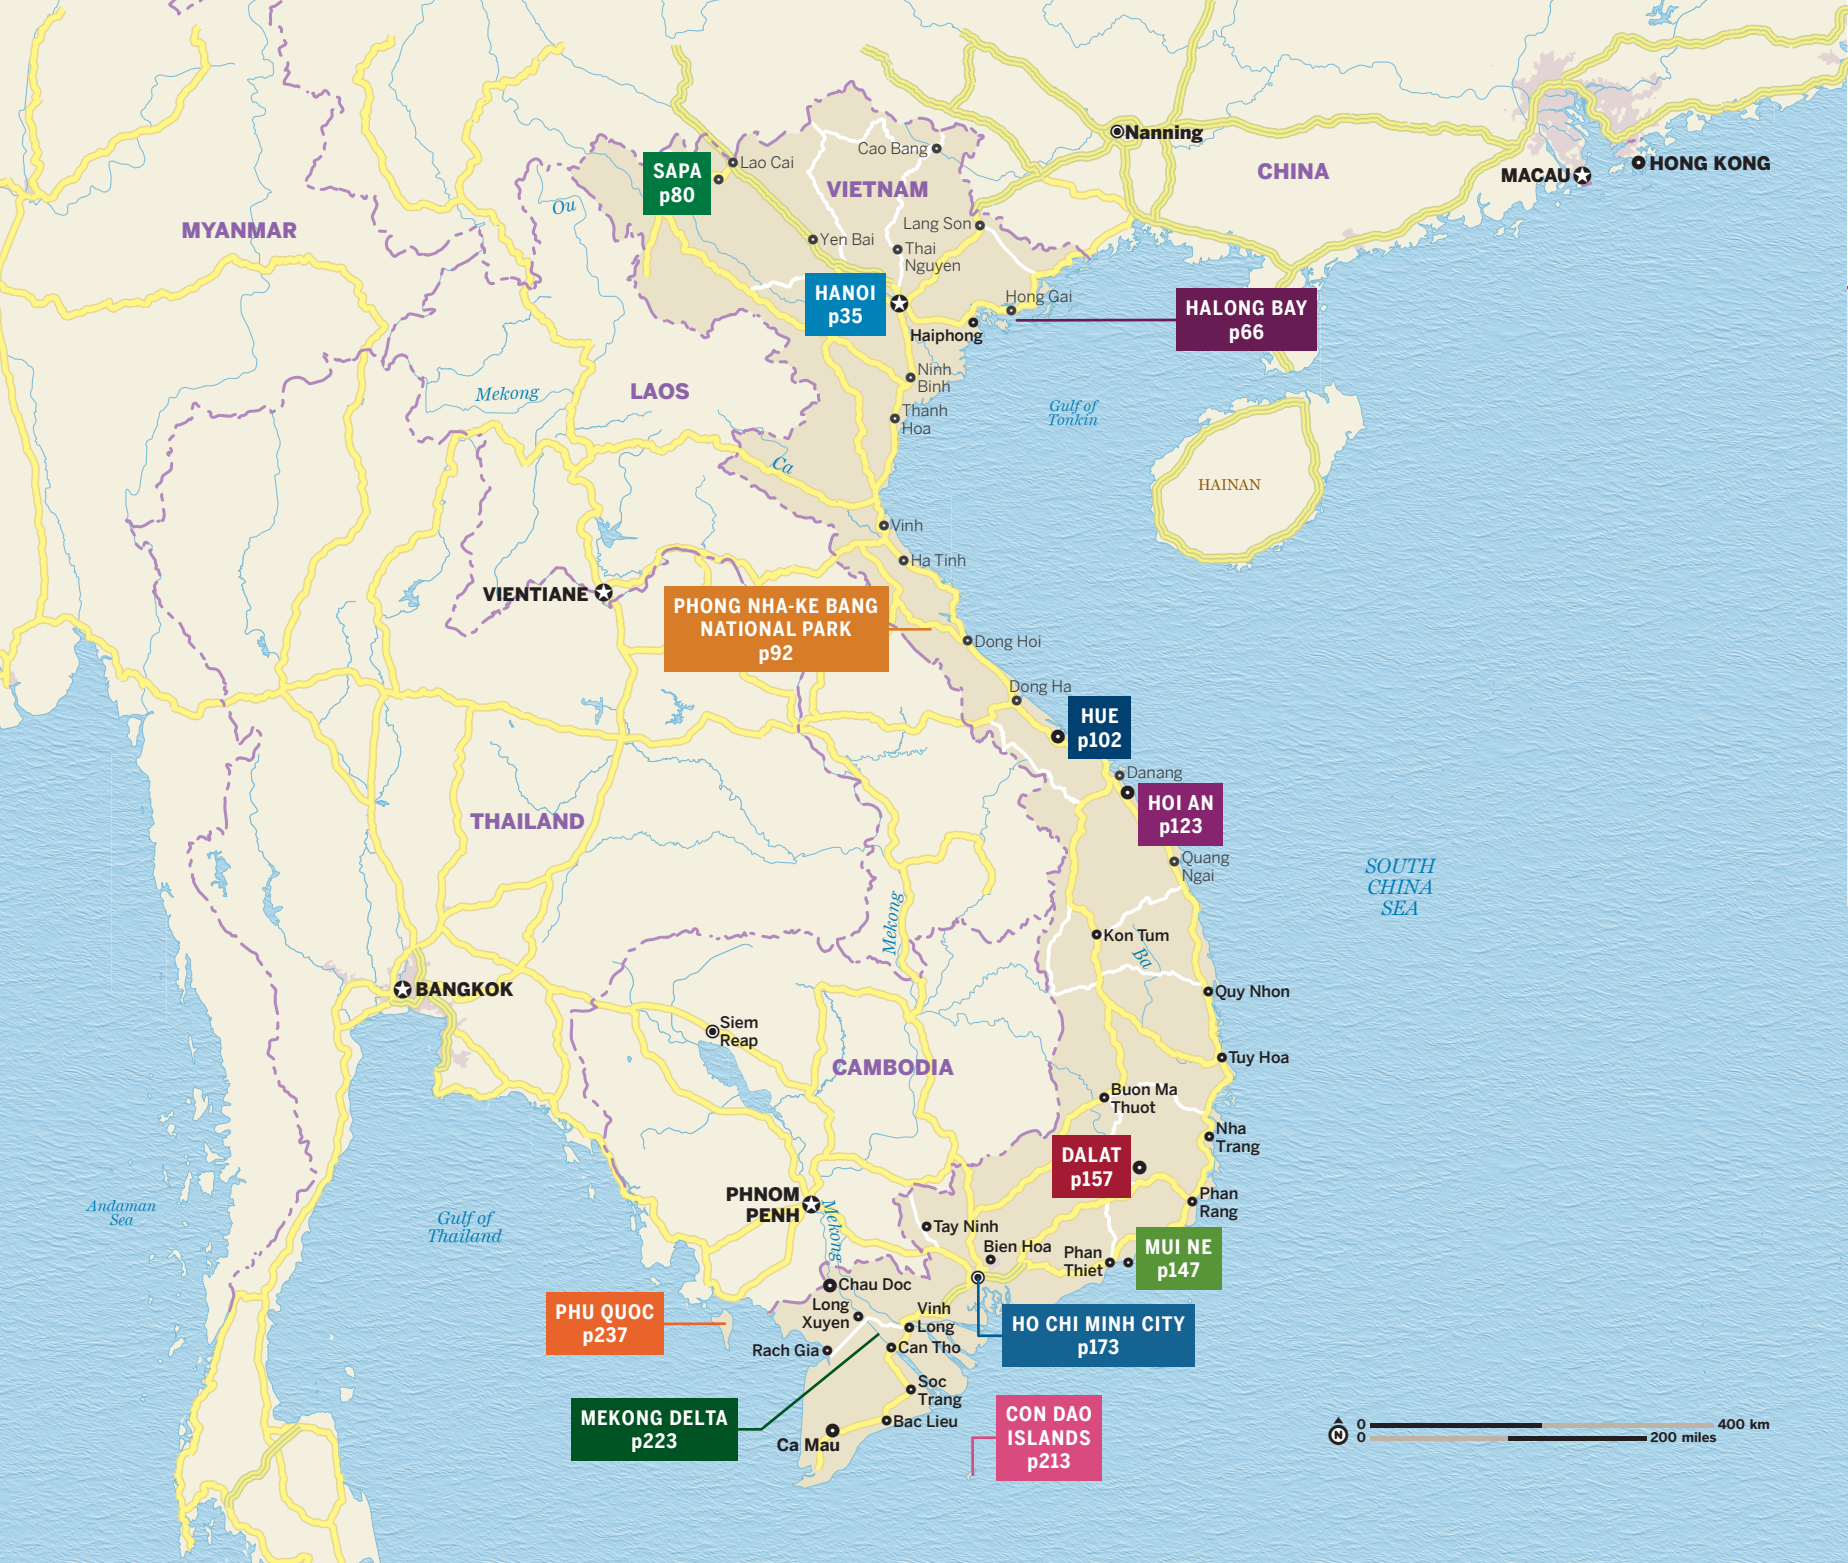 Nanning
CHINA
MACAU
HONG KONG
Lao Cai
SAPA
p80
Cao Bang
VIETNAM
MYANMAR
Ou
Lang Son
Yen Bai
Thai
Nguyen
HANOI
p35
Hong Gai
HALONG BAY
p66
Haiphong
Ninh
Binh
LAOS
Mekong
Thanh
Hoa
Gulf of
Tonkin
Ca
HAINAN
Vinh
Ha Tinh
VIENTIANE
PHONG NHA-KE BANG
NATIONAL PARK
p92
Dong Hoi
Dong Ha
HUE
p102
Danang
HOI AN
p123
THAILAND
Quang
Ngai
SOUTH
CHINA
SEA
Mekong
Kon Tum
Ba
BANGKOK
Quy Nhon
Siem
Reap
CAMBODIA
Tuy Hoa
Buon Ma
Thuot
Nha
Trang
DALAT
p157
PHNOM
PENH
Mekong
Phan
Rang
Andaman
Sea
Gulf of
Thailand
Tay Ninh
Bien Hoa
Phan
Thiet
MUI NE
p147
Chau Doc
PHU QUOC
p237
Long
Xuyen
Vinh
Long
HO CHI MINH CITY
p173
Rach Gia
Can Tho
Soc
Trang
MEKONG DELTA
p223
Bac Lieu
Ca Mau
CON DAO
ISLANDS
p213
N
0 400 km
0 200 miles